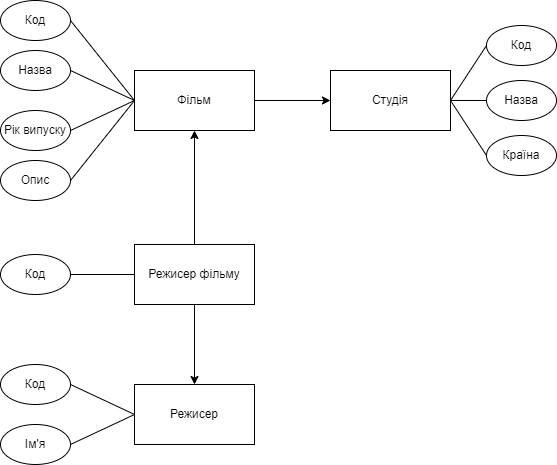 Код
Назва
Рік випуску
Опис
Фільм
Студія
Код
Назва
Країна
Код
Режисер фільму
Код
Ім'я
Режисер